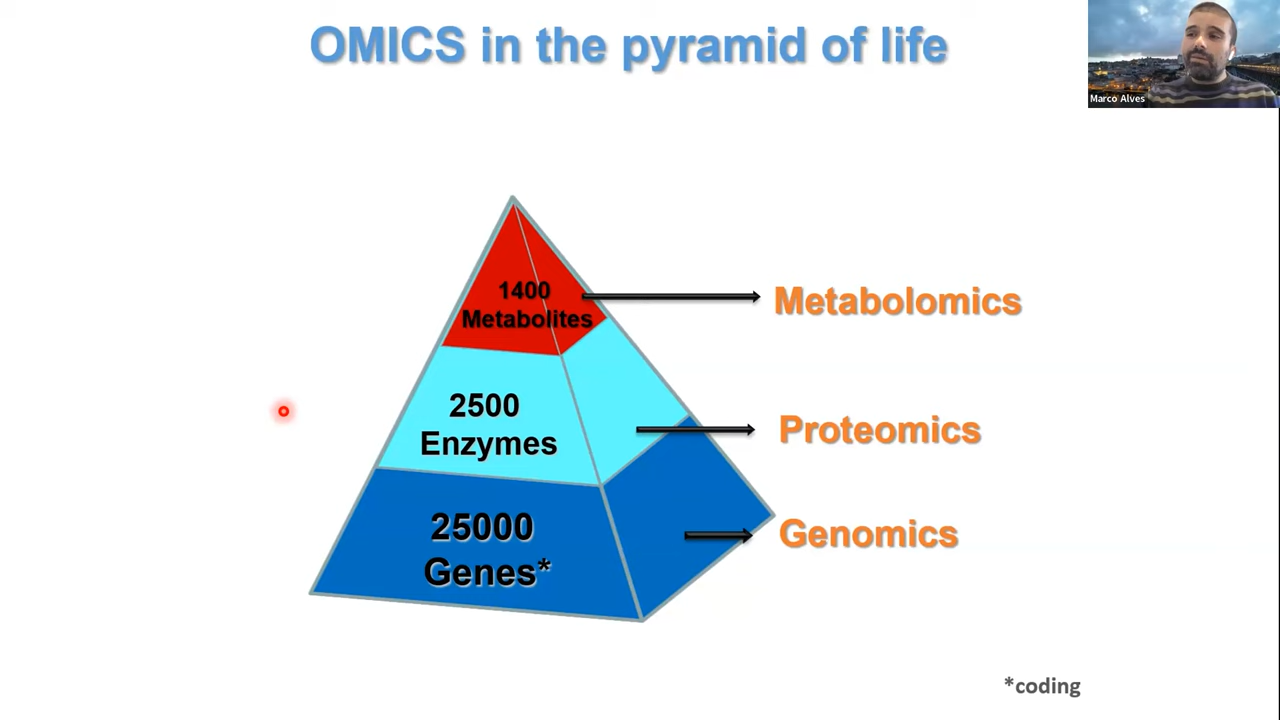 OMICS in the pyramid of life
Marco Alves
1400
Metabolites
Metabolomics
2500
Enzymes
Proteomics
25000
Genes*
Genomics
*coding